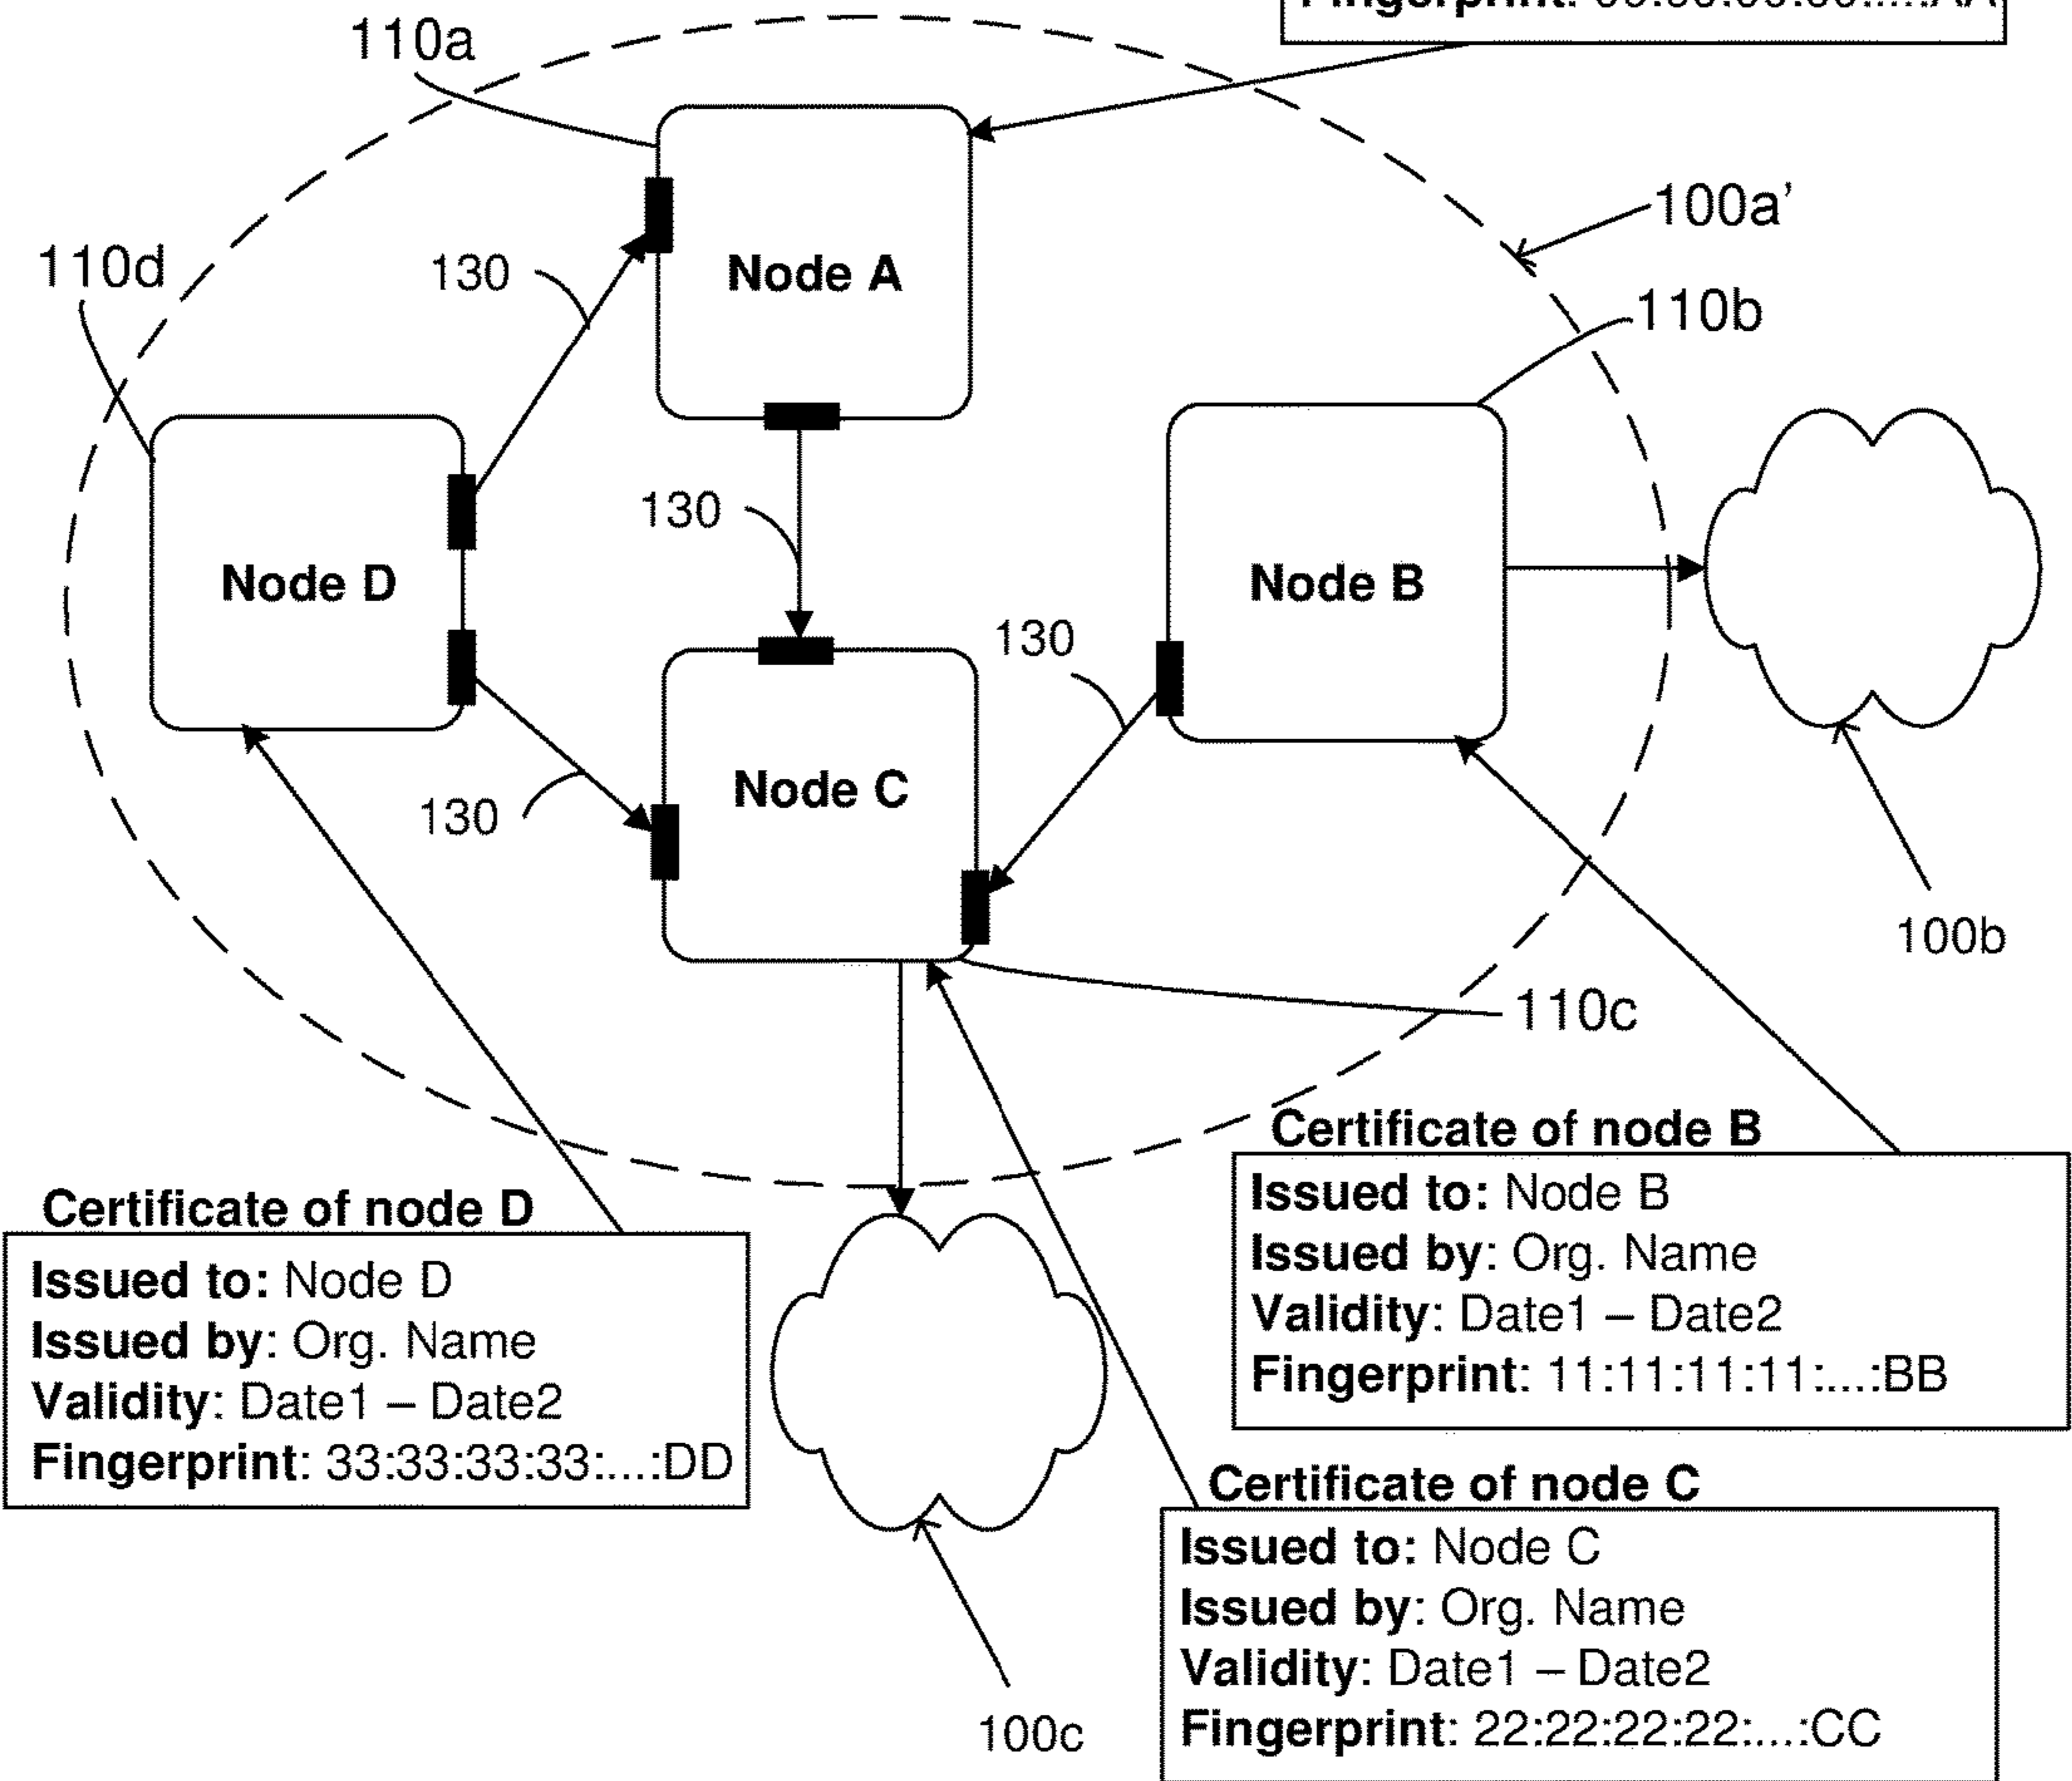 110a
100a'
110d
130
Node A
110b
130
Node D
Node B
130
Node C
130
100b
110c
Certificate of node B
Issued to: Node B
Issued by: Org. Name
Validity: Date1 – Date2
Fingerprint: 11:11:11:11:...:BB
Certificate of node D
Issued to: Node D
Issued by: Org. Name
Validity: Date1 – Date2
Fingerprint: 33:33:33:33:...:DD
Certificate of node C
Issued to: Node C
Issued by: Org. Name
Validity: Date1 – Date2
Fingerprint: 22:22:22:22:...:CC
100c